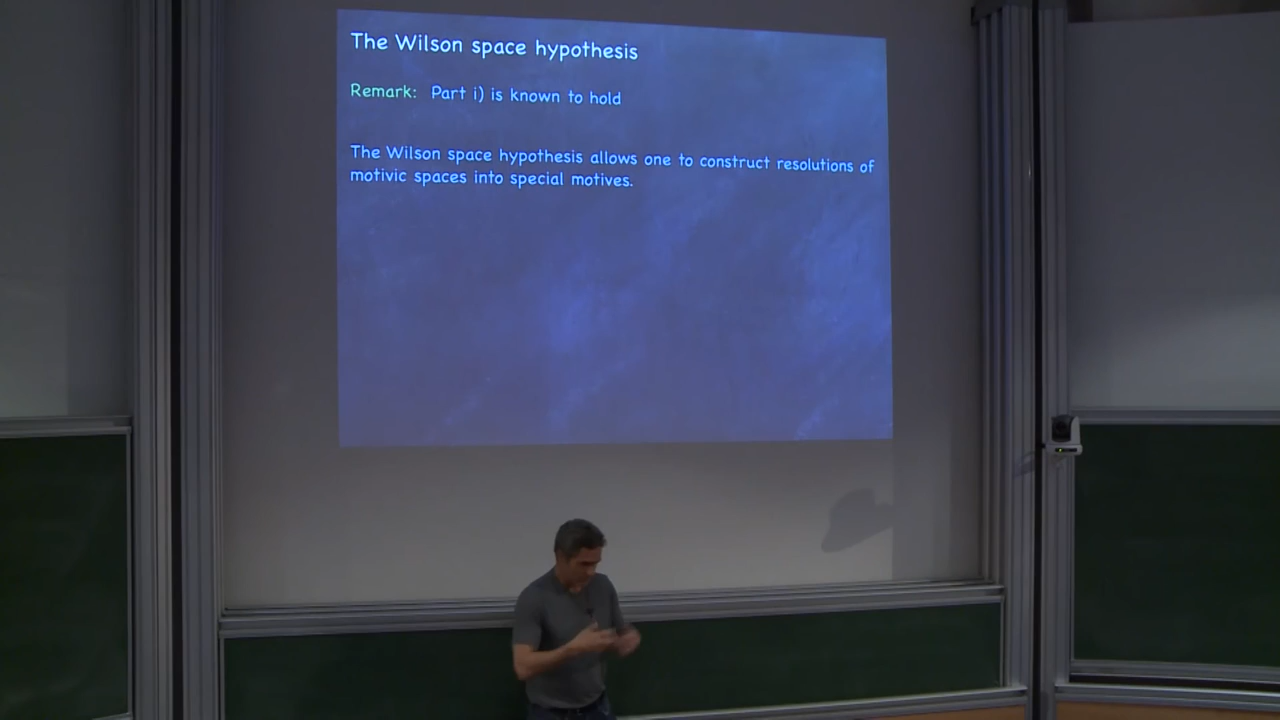 The Wilson space hypothesis
Remark: Part i) is known to hold
The Wilson space hypothesis allows one to construct resolutions of
motivic spaces into special motives.